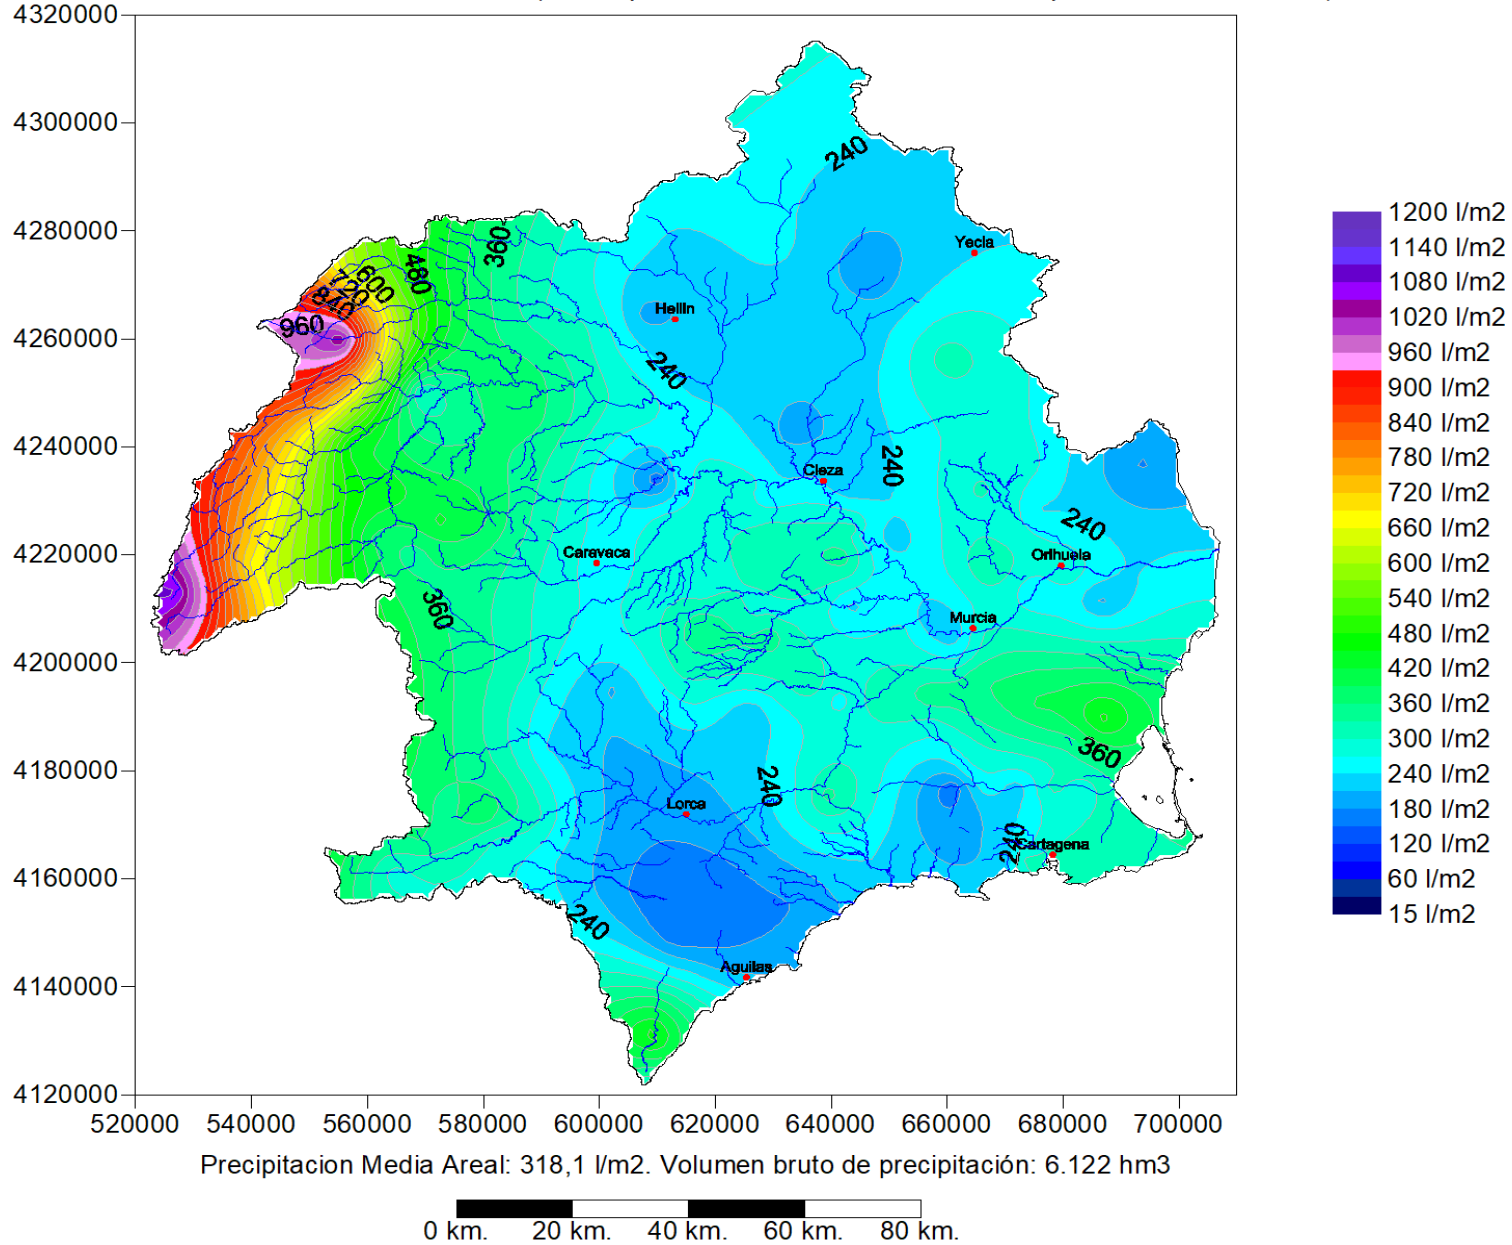 4320000
4300000
4280000
4260000
4240000
4220000
4200000
4180000
4160000
4140000
4120000
520000 540000 560000 580000 600000 620000 640000 660000 680000 700000
240
Yecla
360
480
600
720
840
960
Hellin
240
240
Cieza
240
Caravaca
Orihuela
360
Murcia
360
240
Lorca
240
Cartagena
240
Aguilas
1200 l/m2
1140 l/m2
1080 l/m2
1020 l/m2
960 l/m2
900 l/m2
840 l/m2
780 l/m2
720 l/m2
660 l/m2
600 l/m2
540 l/m2
480 l/m2
420 l/m2
360 l/m2
300 l/m2
240 l/m2
180 l/m2
120 l/m2
60 l/m2
15 l/m2
Precipitacion Media Areal: 318,1 l/m2. Volumen bruto de precipitación: 6.122 hm3
0 km. 20 km. 40 km. 60 km. 80 km.